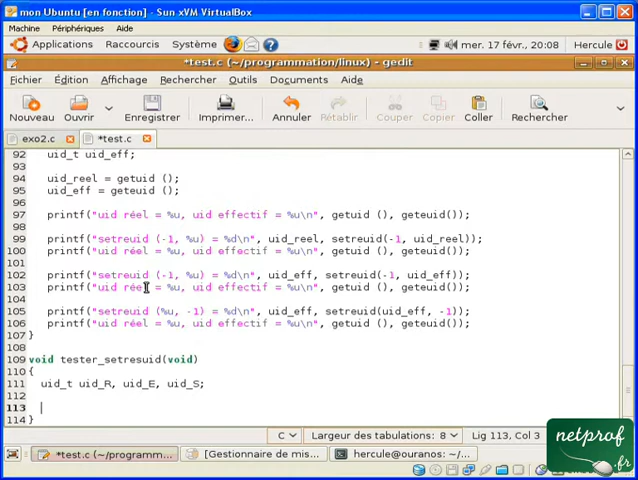 mon Ubuntu [en fonction] - Sun xVM VirtualBox
Machine Périphériques Aide
Applications Raccourcis Système mer. 17 févr., 20:08 Hercule
*test.c (~/programmation/linux) - gedit
Fichier Édition Affichage Rechercher Outils Documents Aide
Nouveau Ouvrir Enregistrer Imprimer... Annuler Rétablir Couper Copier Coller Rechercher
exo2.c *test.c
92 uid_t uid_eff;
93
94 uid_reel = getuid ();
95 uid_eff = geteuid ();
96
97 printf("uid réel = %u, uid effectif = %u\n", getuid (), geteuid());
98
99 printf("setreuid (-1, %u) = %d\n", uid_reel, setreuid(-1, uid_reel));
100 printf("uid réel = %u, uid effectif = %u\n", getuid (), geteuid());
101
102 printf("setreuid (-1, %u) = %d\n", uid_eff, setreuid(-1, uid_eff));
103 printf("uid réel = %u, uid effectif = %u\n", getuid (), geteuid());
104
105 printf("setreuid (%u, -1) = %d\n", uid_eff, setreuid(uid_eff, -1));
106 printf("uid réel = %u, uid effectif = %u\n", getuid (), geteuid());
107 }
108
109 void tester_setresuid(void)
110 {
111 uid_t uid_R, uid_E, uid_S;
112
113
114 }
C Largeur des tabulations: 8 Lig 113, Col 3
*test.c (~/programm... [Gestionnaire de mis... hercule@ouranos: ~/...
netprof
.fr